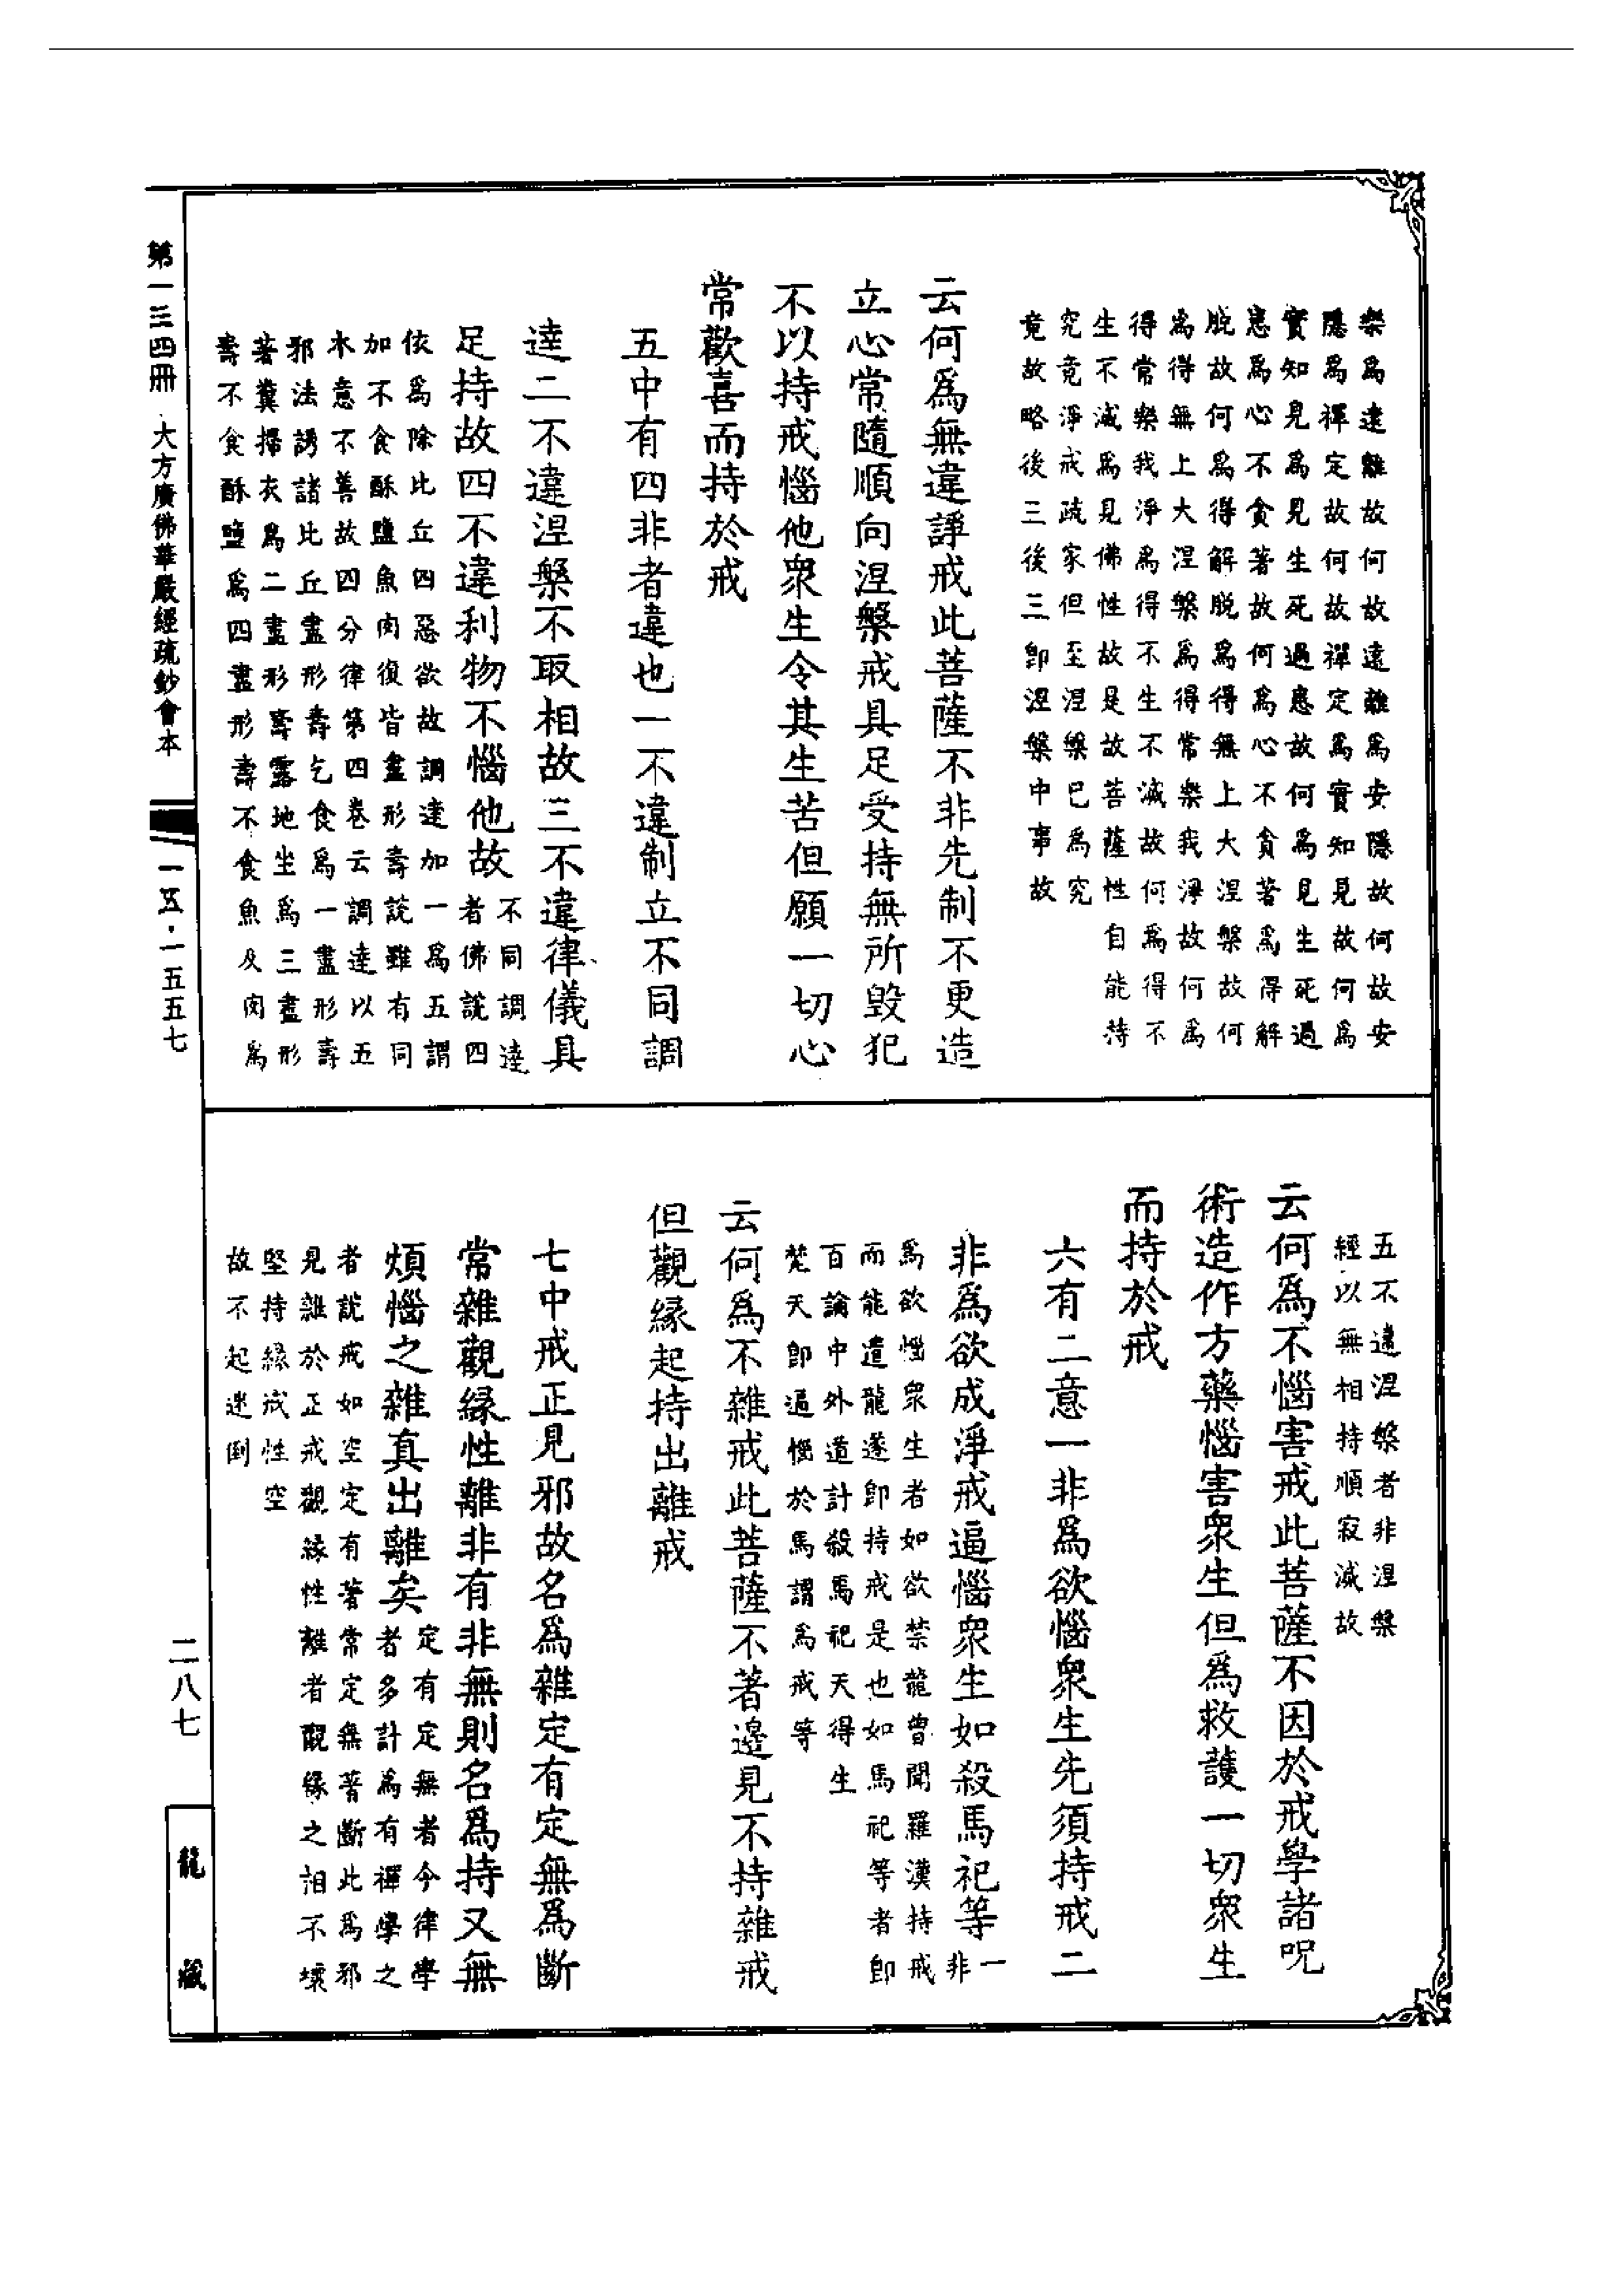 樂爲遠離故何故遠離爲安隱故何故安
隱爲禪定故何故禪定爲實知見故何爲
實知見爲見生死過患故何爲見生死過
患爲心不貪著故何爲心不貪著爲得解
脫故何爲得解脫爲得無上大涅槃故何
爲得無上大涅槃爲得常樂我淨故何爲
得常樂我淨爲得不生不滅故何爲得不
生不滅爲見佛性故是故菩薩性自能持
究竟淨戒疏家但至涅槃已爲究
竟故略後三後三卽涅槃中事故
云何爲無違諍戒此菩薩不非先制不更造
立心常隨順向涅槃戒具足受持無所毀犯
不以持戒惱他衆生令其生苦但願一切心
常歡喜而持於戒
五中有四非者違也一不違制立不同調
達二不違涅槃不取相故三不違律儀具
足持故四不違利物不惱他故
不同調達
者佛說四
依爲除比丘四惡欲故調達加一爲五謂
加不食酥鹽魚肉復皆盡形壽說雖有同
本意不善故四分律第四卷云調達以五
邪法誘諸比丘盡形壽乞食爲一盡形壽
著糞掃衣爲二盡形壽露地坐爲三盡形
壽不食酥鹽爲四盡形壽不食魚及肉爲
五不違涅槃者非涅槃
經以無相持順寂滅故
云何爲不惱害戒此菩薩不因於戒學諸呪
術造作方藥惱害衆生但爲救護一切衆生
而持於戒
六有二意一非爲欲惱衆生先須持戒二
非爲欲成淨戒逼惱衆生如殺馬祀等
一
非
爲欲惱衆生者如欲禁龍曾聞羅漢持戒
而能遣龍遂卽持戒是也如馬祀等者卽
百論中外道計殺馬祀天得生
梵天卽逼惱於馬謂爲戒等
云何爲不雜戒此菩薩不著邊見不持雜戒
但觀緣起持出離戒
七中戒正見邪故名爲雜定有定無爲斷
常雜觀緣性離非有非無則名爲持又無
煩惱之雜真出離矣
定有定無者今律學
者多計爲有禪學之
者說戒如空定有著常定無著斷此爲邪
見雜於正戒觀緣性離者觀緣之相不壞
堅持緣戒性空
故不起迷倒
第一三四冊 大方廣佛華嚴經疏鈔會本
一五·一五五七
二八七
龍藏